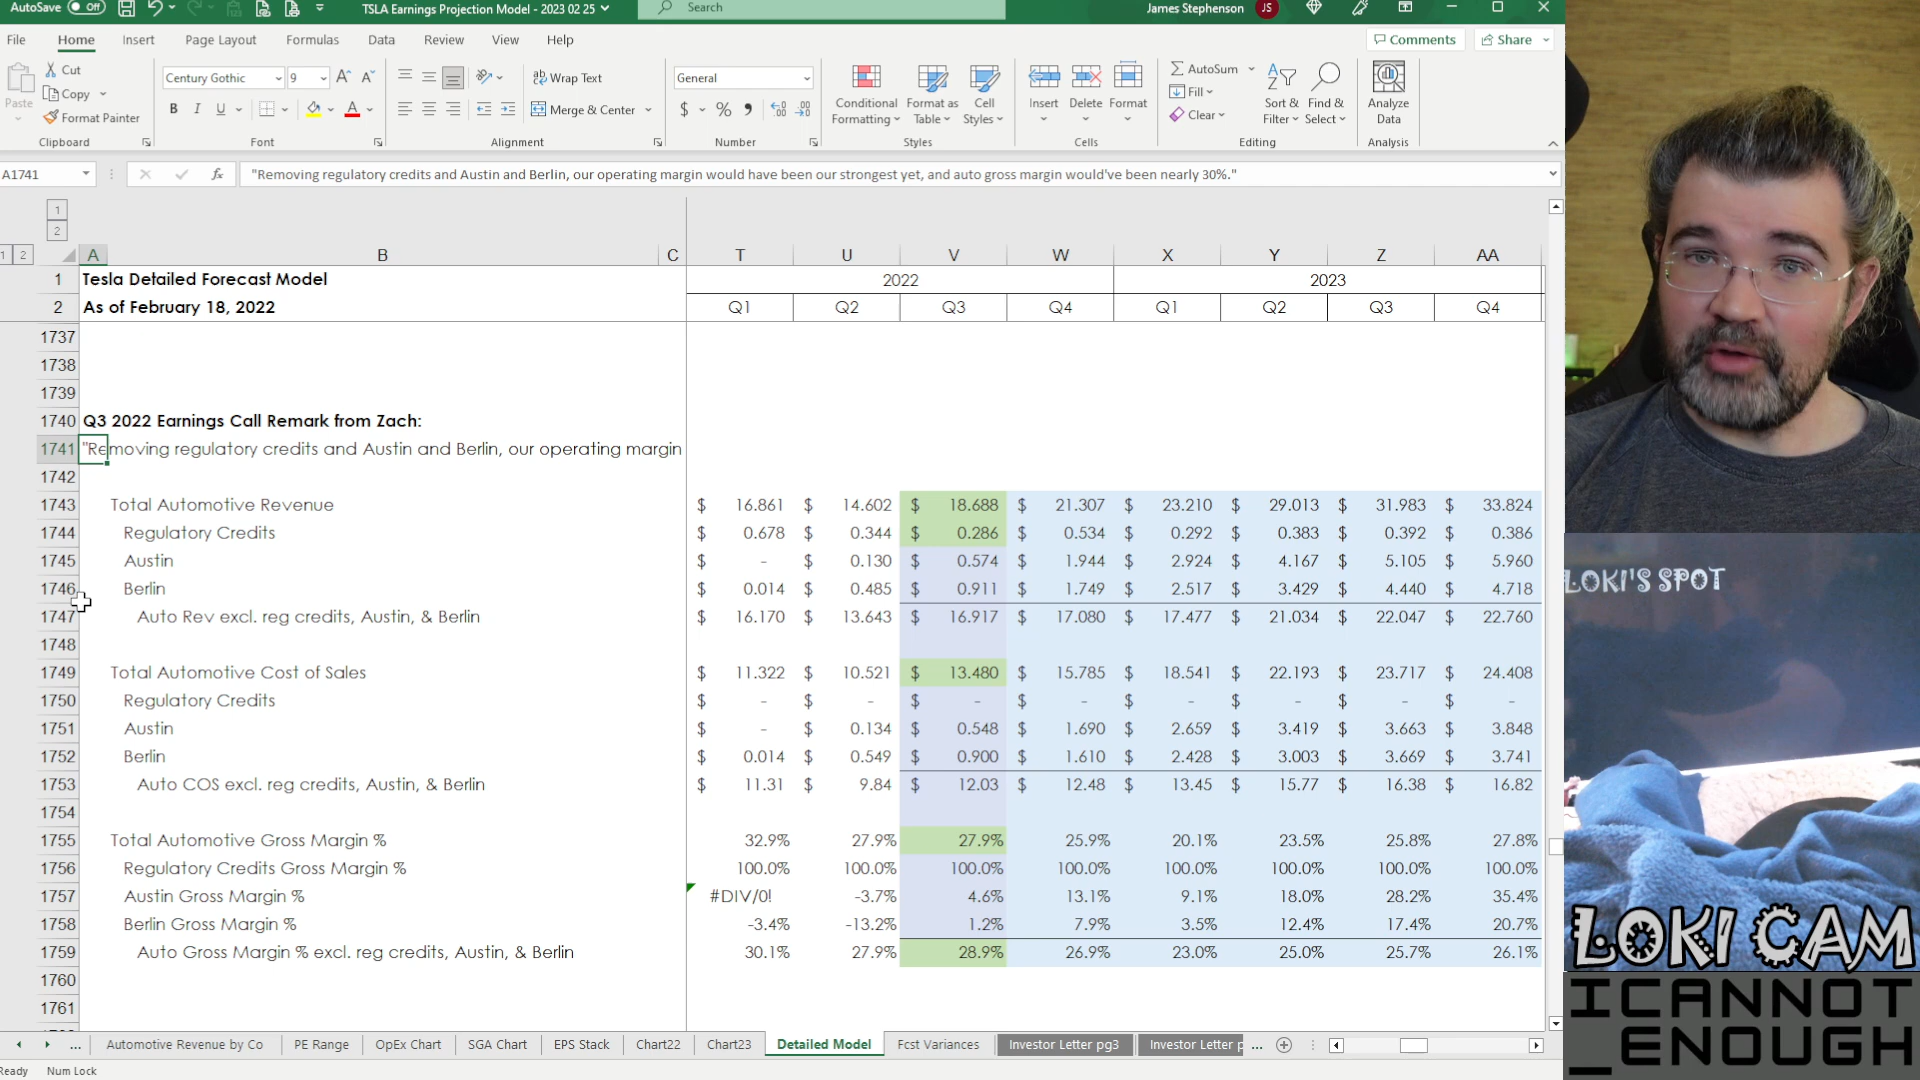 AutoSave Off TSLA Earnings Projection Model - 2023 02 25 Search James Stephenson JS
File Home Insert Page Layout Formulas Data Review View Help Comments Share
Paste Cut Copy Format Painter Clipboard
Century Gothic 9 B I U A Font
Wrap Text Merge & Center Alignment
General $ % Number
Conditional Formatting Format as Table Cell Styles Styles
Insert Delete Format Cells
AutoSum Fill Clear Sort & Filter Find & Select Editing
Analyze Data Analysis
A1741 fx "Removing regulatory credits and Austin and Berlin, our operating margin would have been our strongest yet, and auto gross margin would've been nearly 30%."
1
2
1 2 A B C T U V W X Y Z AA
1 Tesla Detailed Forecast Model 2022 2023
2 As of February 18, 2022 Q1 Q2 Q3 Q4 Q1 Q2 Q3 Q4
1737
1738
1739
1740 Q3 2022 Earnings Call Remark from Zach:
1741 "Removing regulatory credits and Austin and Berlin, our operating margin
1742
1743 Total Automotive Revenue $ 16.861 $ 14.602 $ 18.688 $ 21.307 $ 23.210 $ 29.013 $ 31.983 $ 33.824
1744 Regulatory Credits $ 0.678 $ 0.344 $ 0.286 $ 0.534 $ 0.292 $ 0.383 $ 0.392 $ 0.386
1745 Austin $ - $ 0.130 $ 0.574 $ 1.944 $ 2.924 $ 4.167 $ 5.105 $ 5.960
1746 Berlin $ 0.014 $ 0.485 $ 0.911 $ 1.749 $ 2.517 $ 3.429 $ 4.440 $ 4.718
1747 Auto Rev excl. reg credits, Austin, & Berlin $ 16.170 $ 13.643 $ 16.917 $ 17.080 $ 17.477 $ 21.034 $ 22.047 $ 22.760
1748
1749 Total Automotive Cost of Sales $ 11.322 $ 10.521 $ 13.480 $ 15.785 $ 18.541 $ 22.193 $ 23.717 $ 24.408
1750 Regulatory Credits $ - $ - $ - $ - $ - $ - $ - $ -
1751 Austin $ - $ 0.134 $ 0.548 $ 1.690 $ 2.659 $ 3.419 $ 3.663 $ 3.848
1752 Berlin $ 0.014 $ 0.549 $ 0.900 $ 1.610 $ 2.428 $ 3.003 $ 3.669 $ 3.741
1753 Auto COS excl. reg credits, Austin, & Berlin $ 11.31 $ 9.84 $ 12.03 $ 12.48 $ 13.45 $ 15.77 $ 16.38 $ 16.82
1754
1755 Total Automotive Gross Margin % 32.9% 27.9% 27.9% 25.9% 20.1% 23.5% 25.8% 27.8%
1756 Regulatory Credits Gross Margin % 100.0% 100.0% 100.0% 100.0% 100.0% 100.0% 100.0% 100.0%
1757 Austin Gross Margin % #DIV/0! -3.7% 4.6% 13.1% 9.1% 18.0% 28.2% 35.4%
1758 Berlin Gross Margin % -3.4% -13.2% 1.2% 7.9% 3.5% 12.4% 17.4% 20.7%
1759 Auto Gross Margin % excl. reg credits, Austin, & Berlin 30.1% 27.9% 28.9% 26.9% 23.0% 25.0% 25.7% 26.1%
1760
1761
... Automotive Revenue by Co PE Range OpEx Chart SGA Chart EPS Stack Chart22 Chart23 Detailed Model Fcst Variances Investor Letter pg3 Investor Letter p ...
Ready Num Lock
LOKI'S SPOT
LOKI CAM
ICANNOT
_ENOUGH